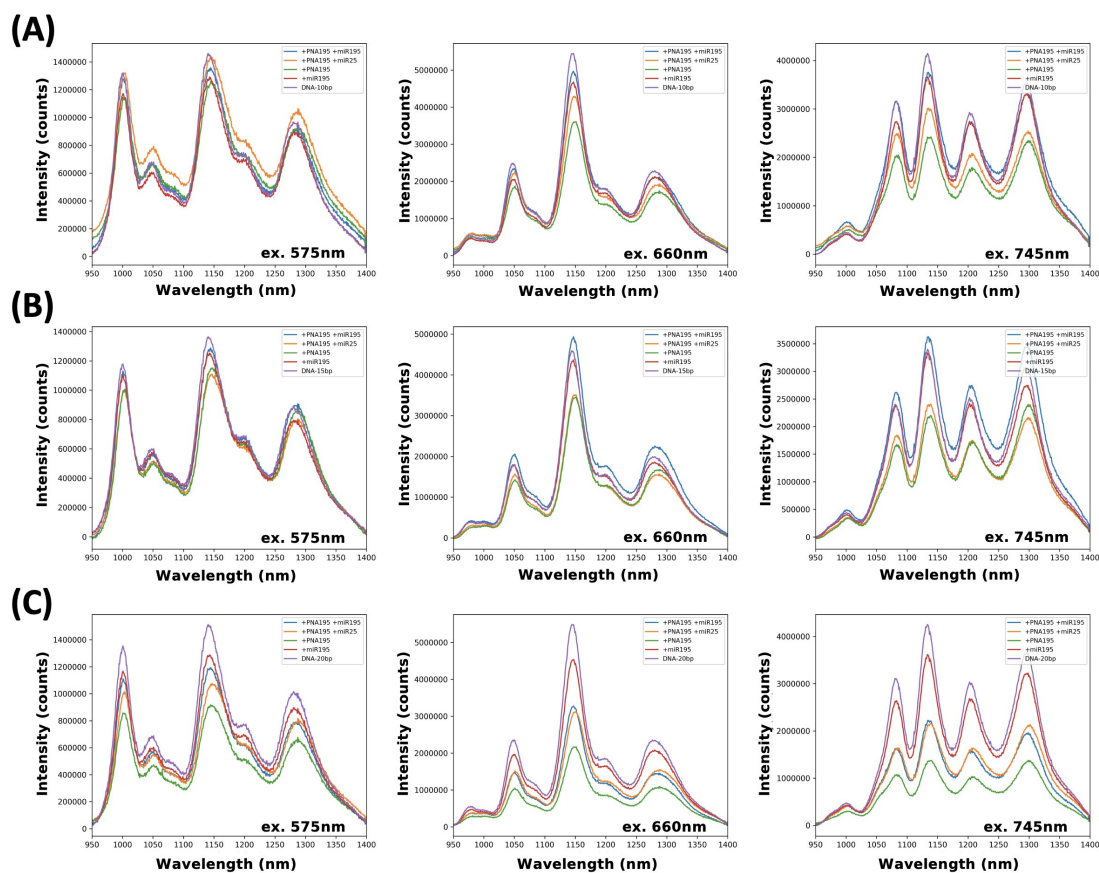 (A)
Intensity (counts)
1400000
1200000
1000000
800000
600000
400000
200000
0
+PNA195 +miR195
+PNA195 +miR25
+PNA195
+miR195
DNA-10bp
ex. 575nm
950 1000 1050 1100 1150 1200 1250 1300 1350 1400
Wavelength (nm)
Intensity (counts)
5000000
4000000
3000000
2000000
1000000
0
+PNA195 +miR195
+PNA195 +miR25
+PNA195
+miR195
DNA-10bp
ex. 660nm
950 1000 1050 1100 1150 1200 1250 1300 1350 1400
Wavelength (nm)
Intensity (counts)
4000000
3000000
2000000
1000000
0
+PNA195 +miR195
+PNA195 +miR25
+PNA195
+miR195
DNA-10bp
ex. 745nm
950 1000 1050 1100 1150 1200 1250 1300 1350 1400
Wavelength (nm)
(B)
Intensity (counts)
1400000
1200000
1000000
800000
600000
400000
200000
0
+PNA195 +miR195
+PNA195 +miR25
+PNA195
+miR195
DNA-15bp
ex. 575nm
950 1000 1050 1100 1150 1200 1250 1300 1350 1400
Wavelength (nm)
Intensity (counts)
5000000
4000000
3000000
2000000
1000000
0
+PNA195 +miR195
+PNA195 +miR25
+PNA195
+miR195
DNA-15bp
ex. 660nm
950 1000 1050 1100 1150 1200 1250 1300 1350 1400
Wavelength (nm)
Intensity (counts)
3500000
3000000
2500000
2000000
1500000
1000000
500000
0
+PNA195 +miR195
+PNA195 +miR25
+PNA195
+miR195
DNA-15bp
ex. 745nm
950 1000 1050 1100 1150 1200 1250 1300 1350 1400
Wavelength (nm)
(C)
Intensity (counts)
1400000
1200000
1000000
800000
600000
400000
200000
0
+PNA195 +miR195
+PNA195 +miR25
+PNA195
+miR195
DNA-20bp
ex. 575nm
950 1000 1050 1100 1150 1200 1250 1300 1350 1400
Wavelength (nm)
Intensity (counts)
5000000
4000000
3000000
2000000
1000000
0
+PNA195 +miR195
+PNA195 +miR25
+PNA195
+miR195
DNA-20bp
ex. 660nm
950 1000 1050 1100 1150 1200 1250 1300 1350 1400
Wavelength (nm)
Intensity (counts)
4000000
3000000
2000000
1000000
0
+PNA195 +miR195
+PNA195 +miR25
+PNA195
+miR195
DNA-20bp
ex. 745nm
950 1000 1050 1100 1150 1200 1250 1300 1350 1400
Wavelength (nm)